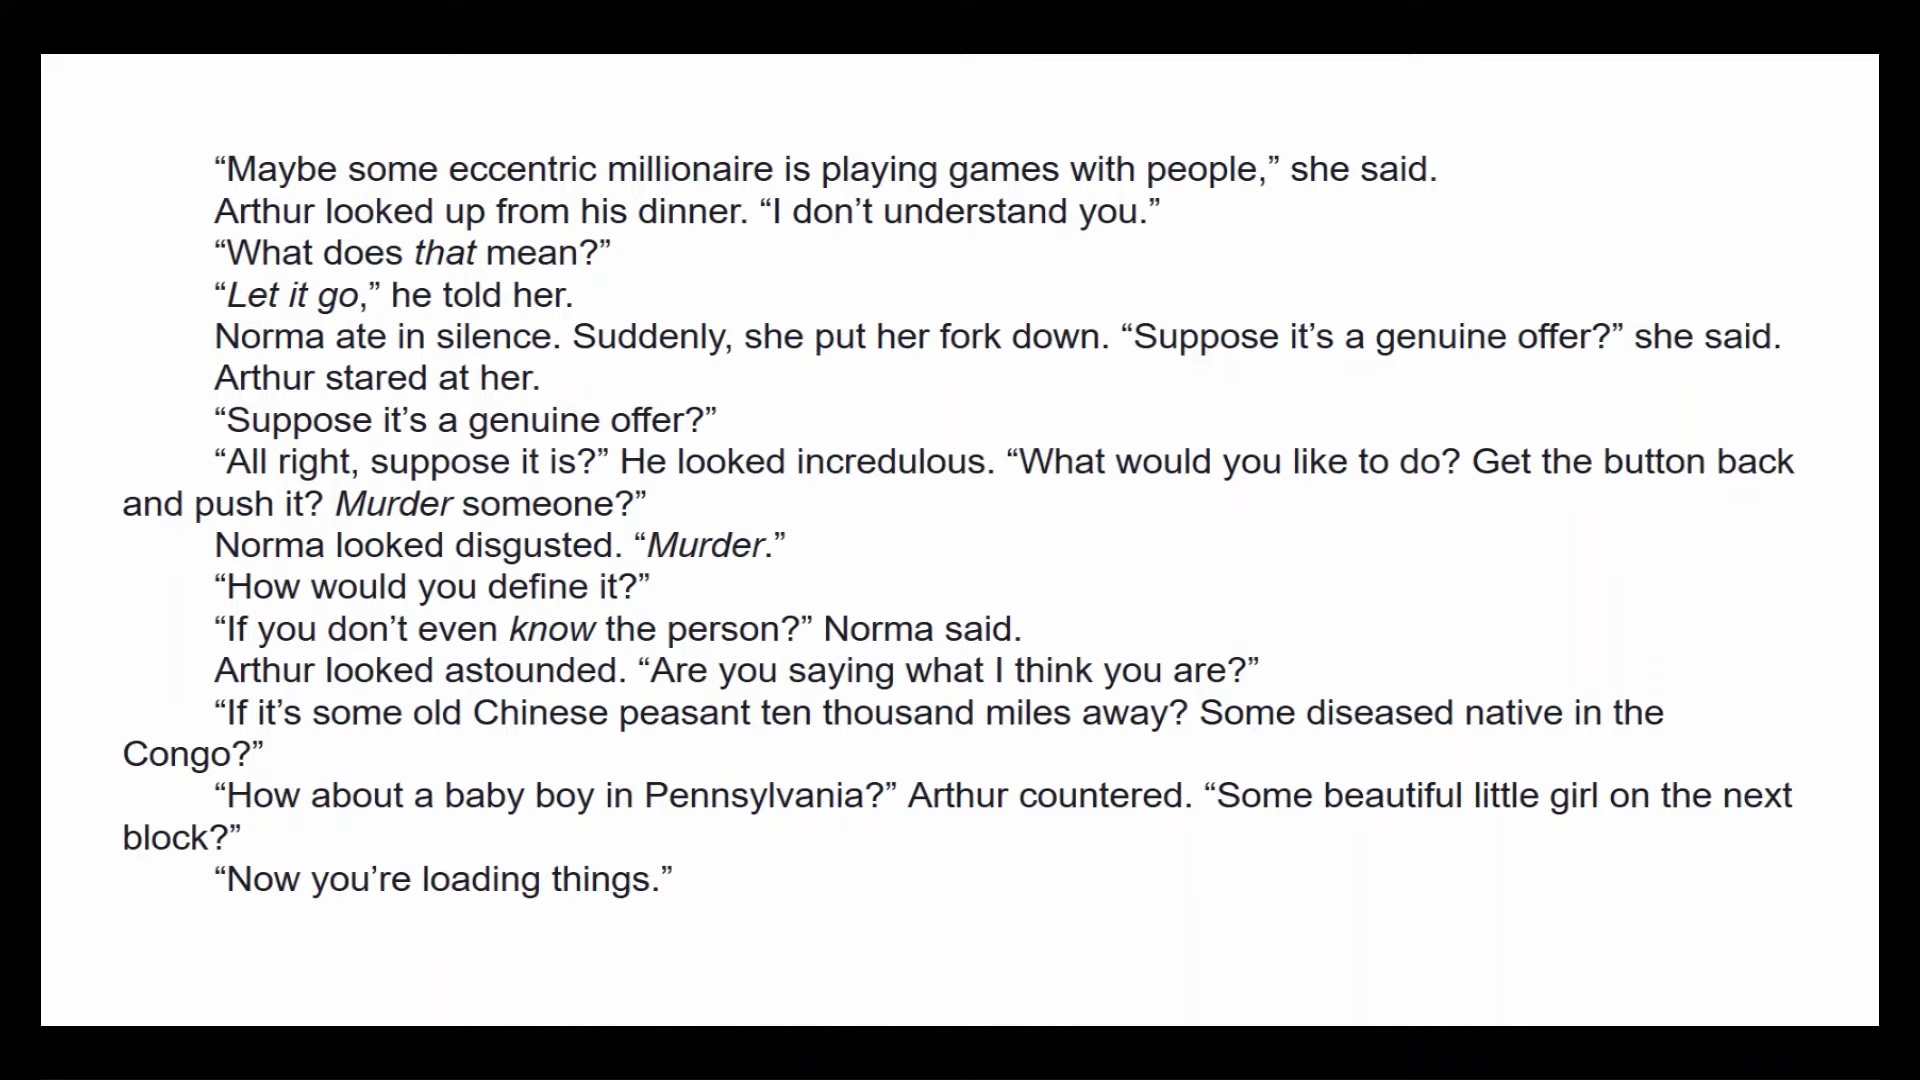 “Maybe some eccentric millionaire is playing games with people,” she said.
Arthur looked up from his dinner. “I don’t understand you.”
“What does that mean?”
“Let it go,” he told her.
Norma ate in silence. Suddenly, she put her fork down. “Suppose it’s a genuine offer?” she said.
Arthur stared at her.
“Suppose it’s a genuine offer?”
“All right, suppose it is?” He looked incredulous. “What would you like to do? Get the button back
and push it? Murder someone?”
Norma looked disgusted. “Murder.”
“How would you define it?”
“If you don’t even know the person?” Norma said.
Arthur looked astounded. “Are you saying what I think you are?”
“If it’s some old Chinese peasant ten thousand miles away? Some diseased native in the
Congo?”
“How about a baby boy in Pennsylvania?” Arthur countered. “Some beautiful little girl on the next
block?”
“Now you’re loading things.”